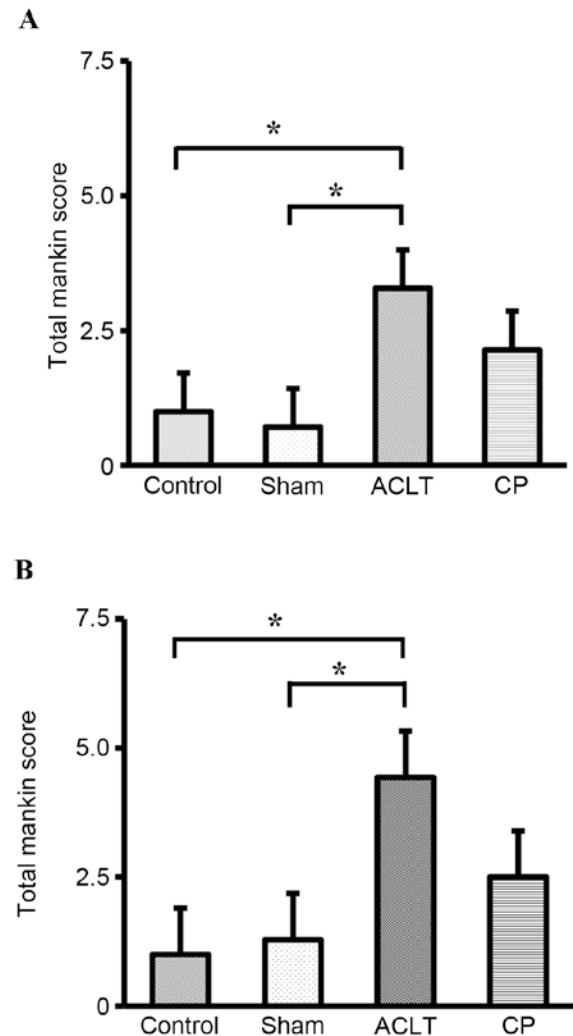 A
Total mankin score
7.5
5.0
2.5
0
*
*
Control Sham ACLT CP
B
Total mankin score
7.5
5.0
2.5
0
*
*
Control Sham ACLT CP